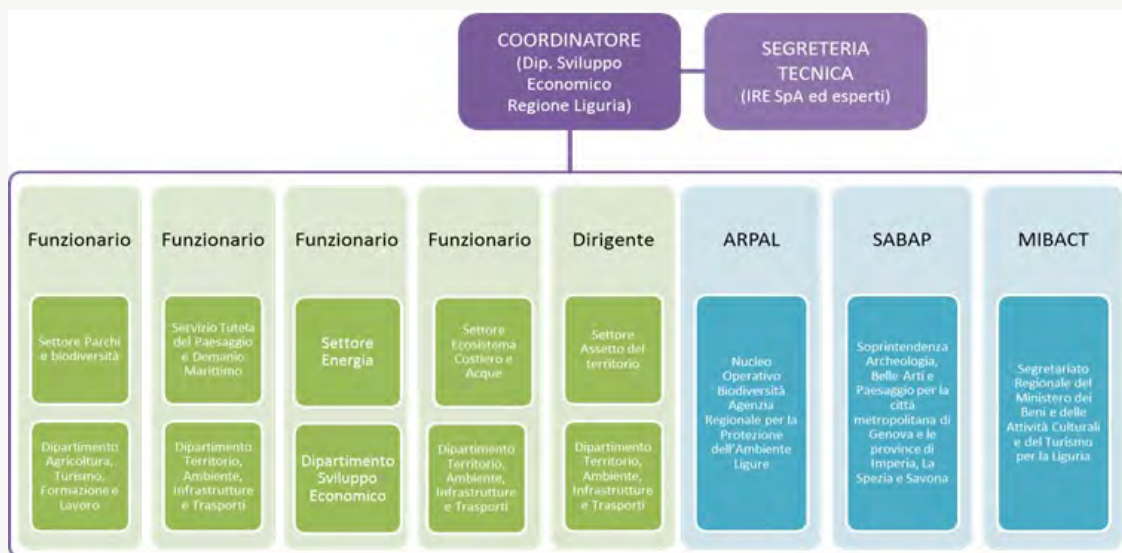 COORDINATORE
(Dip. Sviluppo
Economico
Regione Liguria)
SEGRETERIA
TECNICA
(IRE SpA ed esperti)
Funzionario
Settore Parchi
e biodiversità
Dipartimento
Agricoltura,
Turismo,
Formazione e
Lavoro
Funzionario
Servizio Tutela
del Paesaggio
e Demanio
Marittimo
Dipartimento
Territorio,
Ambiente,
Infrastrutture
e Trasporti
Funzionario
Settore
Energia
Dipartimento
Sviluppo
Economico
Funzionario
Settore
Ecosistema
Costiero e
Acque
Dipartimento
Territorio,
Ambiente,
Infrastrutture
e Trasporti
Dirigente
Settore
Assetto del
territorio
Dipartimento
Territorio,
Ambiente,
Infrastrutture
e Trasporti
ARPAL
Nucleo
Operativo
Biodiversità
Agenzia
Regionale per la
Protezione
dell'Ambiente
Ligure
SABAP
Soprintendenza
Archeologia,
Belle Arti e
Paesaggio per la
città
metropolitana di
Genova e le
province di
Imperia, La
Spezia e Savona
MIBACT
Segretariato
Regionale del
Ministero dei
Beni e delle
Attività Culturali
e del Turismo
per la Liguria